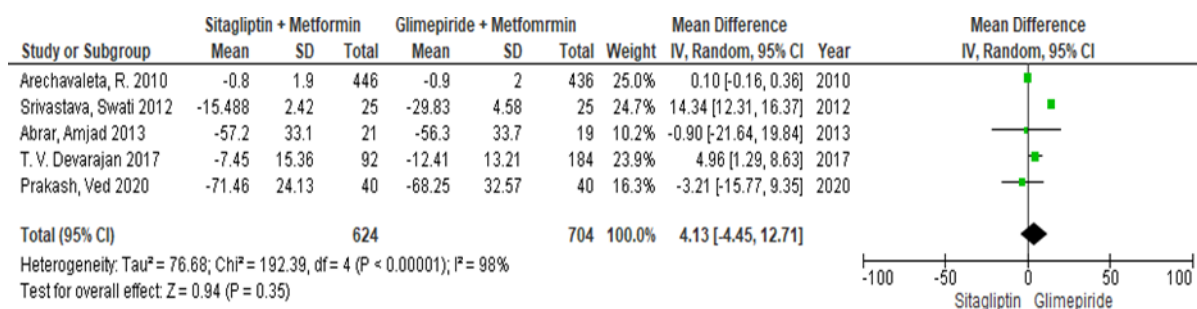 Sitagliptin + Metformin Glimepiride + Metfomrmin Mean Difference Mean Difference
Study or Subgroup Mean SD Total Mean SD Total Weight IV, Random, 95% CI Year IV, Random, 95% CI
Arechavaleta, R. 2010 -0.8 1.9 446 -0.9 2 436 25.0% 0.10 [-0.16, 0.36] 2010
Srivastava, Swati 2012 -15.488 2.42 25 -29.83 4.58 25 24.7% 14.34 [12.31, 16.37] 2012
Abrar, Amjad 2013 -57.2 33.1 21 -56.3 33.7 19 10.2% -0.90 [-21.64, 19.84] 2013
T. V. Devarajan 2017 -7.45 15.36 92 -12.41 13.21 184 23.9% 4.96 [1.29, 8.63] 2017
Prakash, Ved 2020 -71.46 24.13 40 -68.25 32.57 40 16.3% -3.21 [-15.77, 9.35] 2020
Total (95% CI) 624 704 100.0% 4.13 [-4.45, 12.71]
Heterogeneity: Tau² = 76.68; Chi² = 192.39, df = 4 (P < 0.00001); I² = 98%
Test for overall effect: Z = 0.94 (P = 0.35)
-100 -50 0 50 100
Sitagliptin Glimepiride